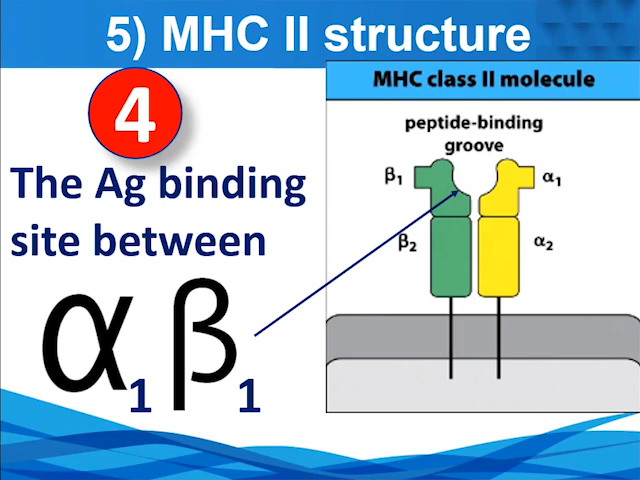 5) MHC II structure
4
The Ag binding
site between
α1 β1
MHC class II molecule
peptide-binding
groove
β1
α1
β2
α2